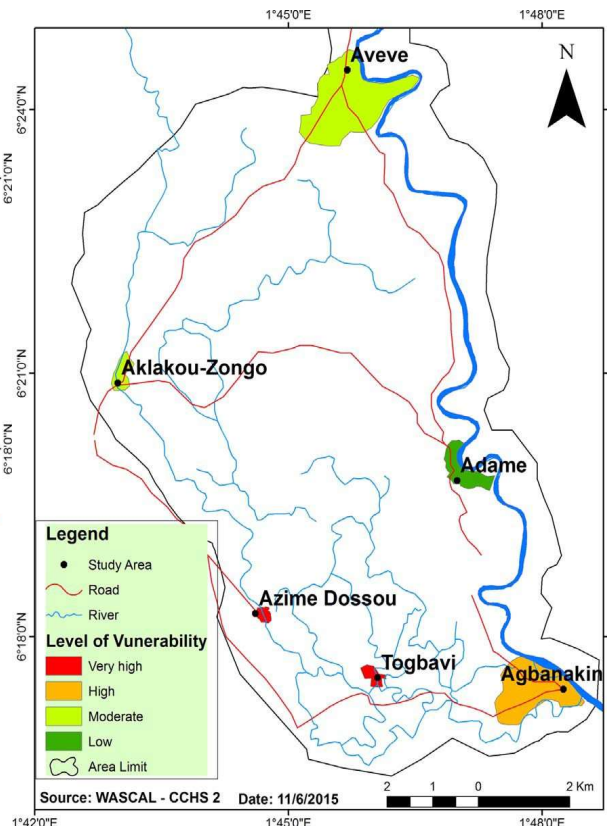 1°45'0"E
1°48'0"E
Aveve
N
6°24'0"N
6°21'0"N
Aklakou-Zongo
6°21'0"N
6°18'0"N
Adame
Legend
Study Area
Road
River
Level of Vunerability
Very high
High
Moderate
Low
Area Limit
Azime Dossou
6°18'0"N
Togbavi
Agbanakin
Source: WASCAL - CCHS 2 Date: 11/6/2015
2 1 0 2 Km
1°42'0"E
1°45'0"E
1°48'0"E